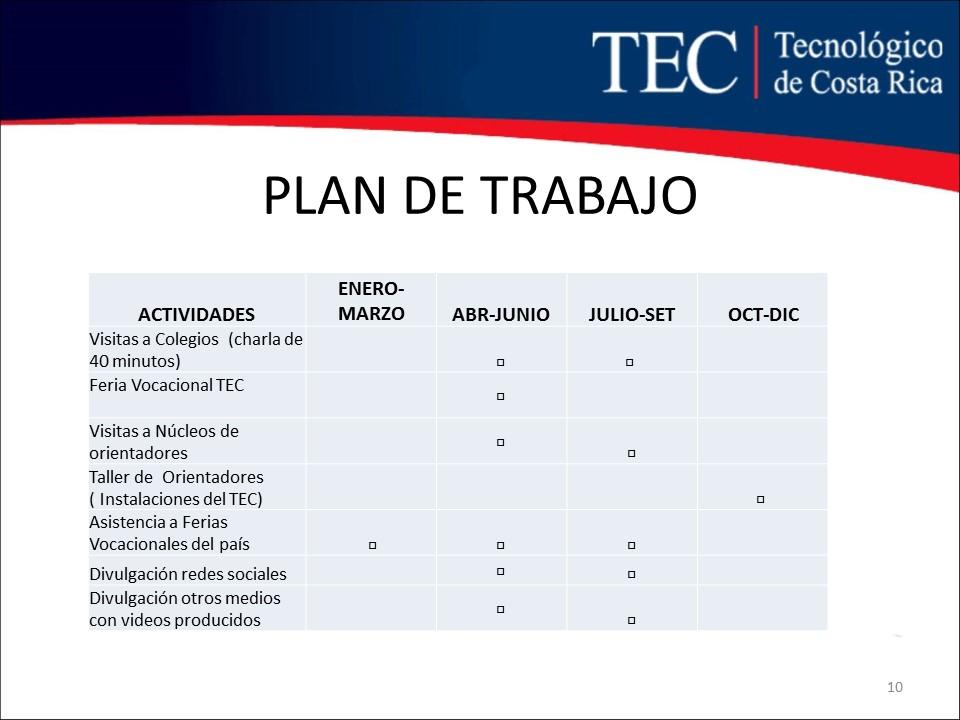 TEC | Tecnológico
de Costa Rica
PLAN DE TRABAJO
ACTIVIDADES ENERO- ABR-JUNIO JULIO-SET OCT-DIC
MARZO
Visitas a Colegios (charla de
40 minutos) ¤ ¤
Feria Vocacional TEC ¤
Visitas a Núcleos de
orientadores ¤ ¤
Taller de Orientadores
( Instalaciones del TEC) ¤
Asistencia a Ferias
Vocacionales del país ¤ ¤ ¤
Divulgación redes sociales ¤ ¤
Divulgación otros medios
con videos producidos ¤ ¤
10